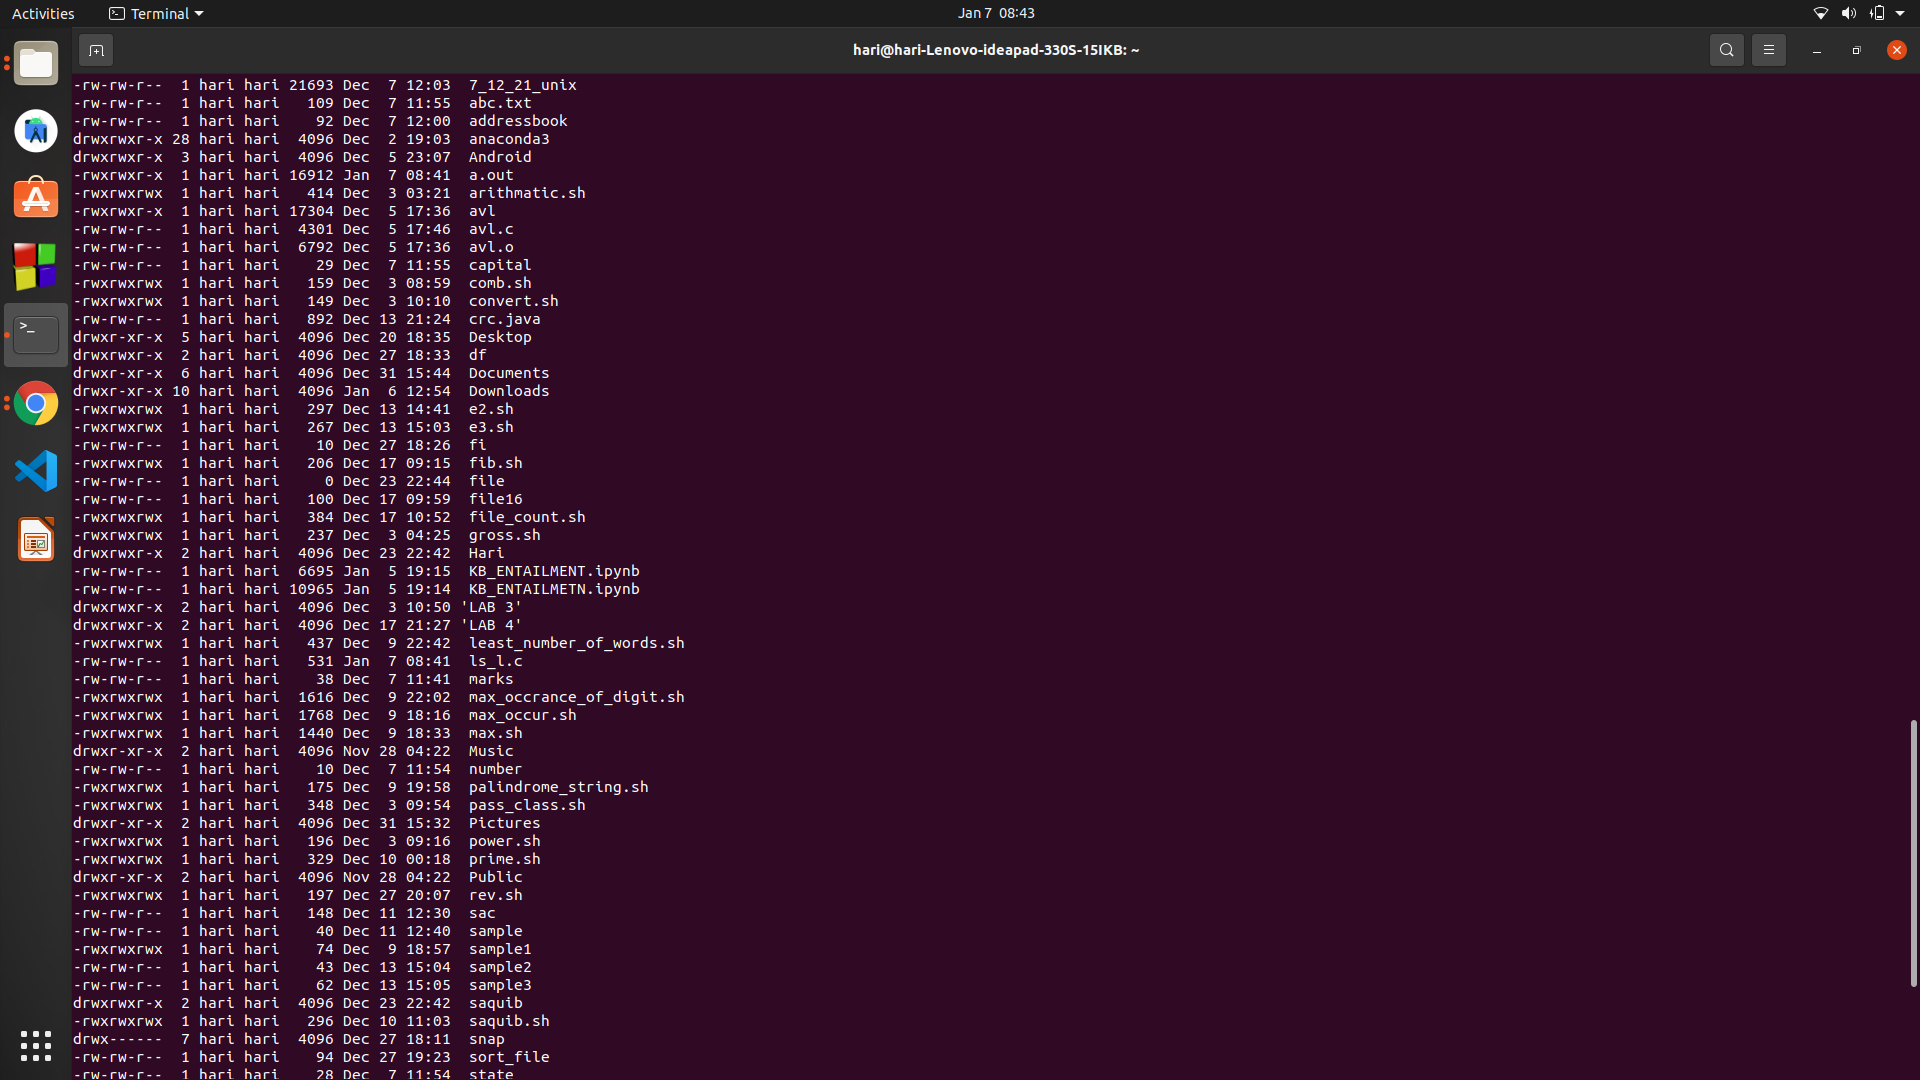 Activities Terminal Jan 7 08:43
hari@hari-Lenovo-ideapad-330S-15IKB: ~
-rw-rw-r--  1 hari hari 21693 Dec  7 12:03  7_12_21_unix
-rw-rw-r--  1 hari hari   109 Dec  7 11:55  abc.txt
-rw-rw-r--  1 hari hari    92 Dec  7 12:00  addressbook
drwxrwxr-x 28 hari hari  4096 Dec  2 19:03  anaconda3
drwxrwxr-x  3 hari hari  4096 Dec  5 23:07  Android
-rwxrwxr-x  1 hari hari 16912 Jan  7 08:41  a.out
-rwxrwxrwx  1 hari hari   414 Dec  3 03:21  arithmatic.sh
-rwxrwxr-x  1 hari hari 17304 Dec  5 17:36  avl
-rw-rw-r--  1 hari hari  4301 Dec  5 17:46  avl.c
-rw-rw-r--  1 hari hari  6792 Dec  5 17:36  avl.o
-rw-rw-r--  1 hari hari    29 Dec  7 11:55  capital
-rwxrwxrwx  1 hari hari   159 Dec  3 08:59  comb.sh
-rwxrwxrwx  1 hari hari   149 Dec  3 10:10  convert.sh
-rw-rw-r--  1 hari hari   892 Dec 13 21:24  crc.java
drwxr-xr-x  5 hari hari  4096 Dec 20 18:35  Desktop
drwxrwxr-x  2 hari hari  4096 Dec 27 18:33  df
drwxr-xr-x  6 hari hari  4096 Dec 31 15:44  Documents
drwxr-xr-x 10 hari hari  4096 Jan  6 12:54  Downloads
-rwxrwxrwx  1 hari hari   297 Dec 13 14:41  e2.sh
-rwxrwxrwx  1 hari hari   267 Dec 13 15:03  e3.sh
-rw-rw-r--  1 hari hari    10 Dec 27 18:26  fi
-rwxrwxrwx  1 hari hari   206 Dec 17 09:15  fib.sh
-rw-rw-r--  1 hari hari     0 Dec 23 22:44  file
-rw-rw-r--  1 hari hari   100 Dec 17 09:59  file16
-rwxrwxrwx  1 hari hari   384 Dec 17 10:52  file_count.sh
-rwxrwxrwx  1 hari hari   237 Dec  3 04:25  gross.sh
drwxrwxr-x  2 hari hari  4096 Dec 23 22:42  Hari
-rw-rw-r--  1 hari hari  6695 Jan  5 19:15  KB_ENTAILMENT.ipynb
-rw-rw-r--  1 hari hari 10965 Jan  5 19:14  KB_ENTAILMETN.ipynb
drwxrwxr-x  2 hari hari  4096 Dec  3 10:50 'LAB 3'
drwxrwxr-x  2 hari hari  4096 Dec 17 21:27 'LAB 4'
-rwxrwxrwx  1 hari hari   437 Dec  9 22:42  least_number_of_words.sh
-rw-rw-r--  1 hari hari   531 Jan  7 08:41  ls_l.c
-rw-rw-r--  1 hari hari    38 Dec  7 11:41  marks
-rwxrwxrwx  1 hari hari  1616 Dec  9 22:02  max_occrance_of_digit.sh
-rwxrwxrwx  1 hari hari  1768 Dec  9 18:16  max_occur.sh
-rwxrwxrwx  1 hari hari  1440 Dec  9 18:33  max.sh
drwxr-xr-x  2 hari hari  4096 Nov 28 04:22  Music
-rw-rw-r--  1 hari hari    10 Dec  7 11:54  number
-rwxrwxrwx  1 hari hari   175 Dec  9 19:58  palindrome_string.sh
-rwxrwxrwx  1 hari hari   348 Dec  3 09:54  pass_class.sh
drwxr-xr-x  2 hari hari  4096 Dec 31 15:32  Pictures
-rwxrwxrwx  1 hari hari   196 Dec  3 09:16  power.sh
-rwxrwxrwx  1 hari hari   329 Dec 10 00:18  prime.sh
drwxr-xr-x  2 hari hari  4096 Nov 28 04:22  Public
-rwxrwxrwx  1 hari hari   197 Dec 27 20:07  rev.sh
-rw-rw-r--  1 hari hari   148 Dec 11 12:30  sac
-rw-rw-r--  1 hari hari    40 Dec 11 12:40  sample
-rwxrwxrwx  1 hari hari    74 Dec  9 18:57  sample1
-rw-rw-r--  1 hari hari    43 Dec 13 15:04  sample2
-rw-rw-r--  1 hari hari    62 Dec 13 15:05  sample3
drwxrwxr-x  2 hari hari  4096 Dec 23 22:42  saquib
-rwxrwxrwx  1 hari hari   296 Dec 10 11:03  saquib.sh
drwx------  7 hari hari  4096 Dec 27 18:11  snap
-rw-rw-r--  1 hari hari    94 Dec 27 19:23  sort_file
-rw-rw-r--  1 hari hari    28 Dec  7 11:54  state